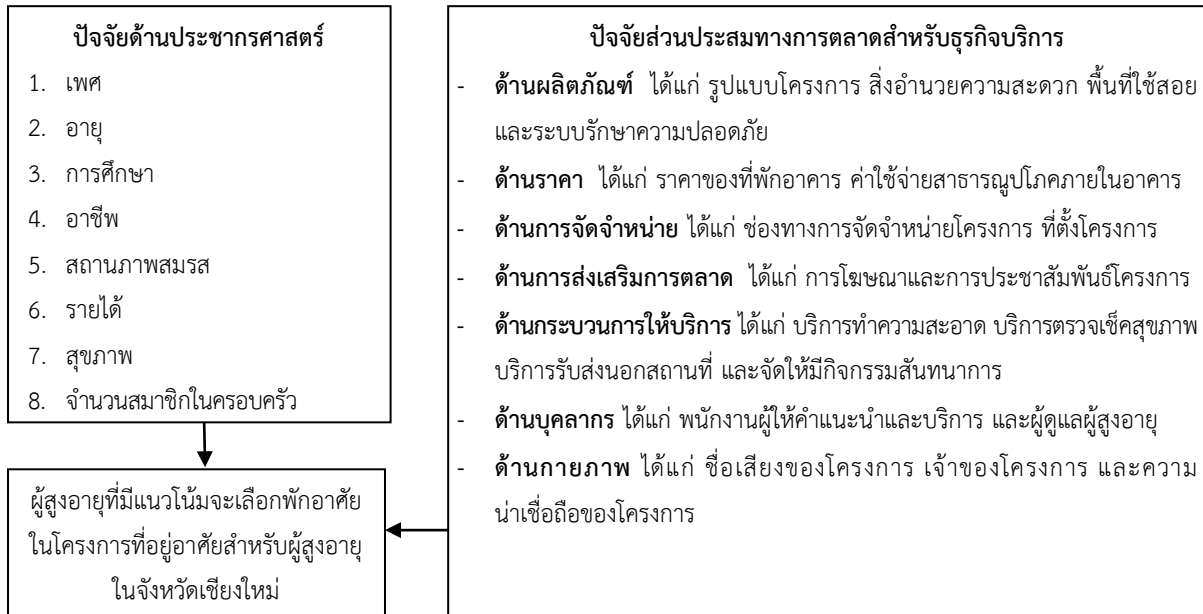 ปัจจัยด้านประชากรศาสตร์
1. เพศ
2. อายุ
3. การศึกษา
4. อาชีพ
5. สถานภาพสมรส
6. รายได้
7. สุขภาพ
8. จำนวนสมาชิกในครอบครัว
ผู้สูงอายุที่มีแนวโน้มจะเลือกพักอาศัย
ในโครงการที่อยู่อาศัยสำหรับผู้สูงอายุ
ในจังหวัดเชียงใหม่
ปัจจัยส่วนประสมทางการตลาดสำหรับธุรกิจบริการ
- ด้านผลิตภัณฑ์ ได้แก่ รูปแบบโครงการ สิ่งอำนวยความสะดวก พื้นที่ใช้สอย
และระบบรักษาความปลอดภัย
- ด้านราคา ได้แก่ ราคาของที่พักอาคาร ค่าใช้จ่ายสาธารณูปโภคภายในอาคาร
- ด้านการจัดจำหน่าย ได้แก่ ช่องทางการจัดจำหน่ายโครงการ ที่ตั้งโครงการ
- ด้านการส่งเสริมการตลาด ได้แก่ การโฆษณาและการประชาสัมพันธ์โครงการ
- ด้านกระบวนการให้บริการ ได้แก่ บริการทำความสะอาด บริการตรวจเช็คสุขภาพ
บริการรับส่งนอกสถานที่ และจัดให้มีกิจกรรมสันทนาการ
- ด้านบุคลากร ได้แก่ พนักงานผู้ให้คำแนะนำและบริการ และผู้ดูแลผู้สูงอายุ
- ด้านกายภาพ ได้แก่ ชื่อเสียงของโครงการ เจ้าของโครงการ และความ
น่าเชื่อถือของโครงการ